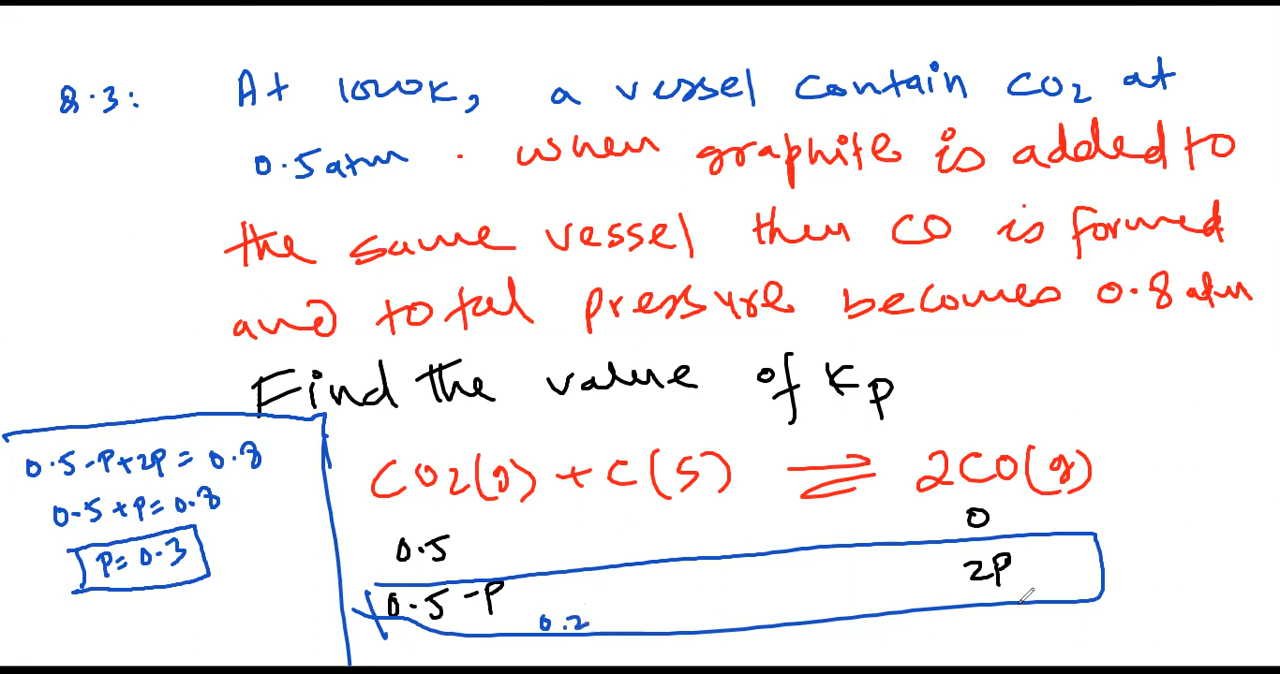 Q.3: At 1000K, a vessel contain CO2 at
0.5atm. when graphite is added to
the same vessel then CO is formed
and total pressure becomes 0.8 atm
Find the value of Kp
0.5-P+2P= 0.8
0.5+P=0.8
P= 0.3
CO2(g) + C(S) ⇌ 2CO(g)
0.5 0
0.5-P 2P
0.2